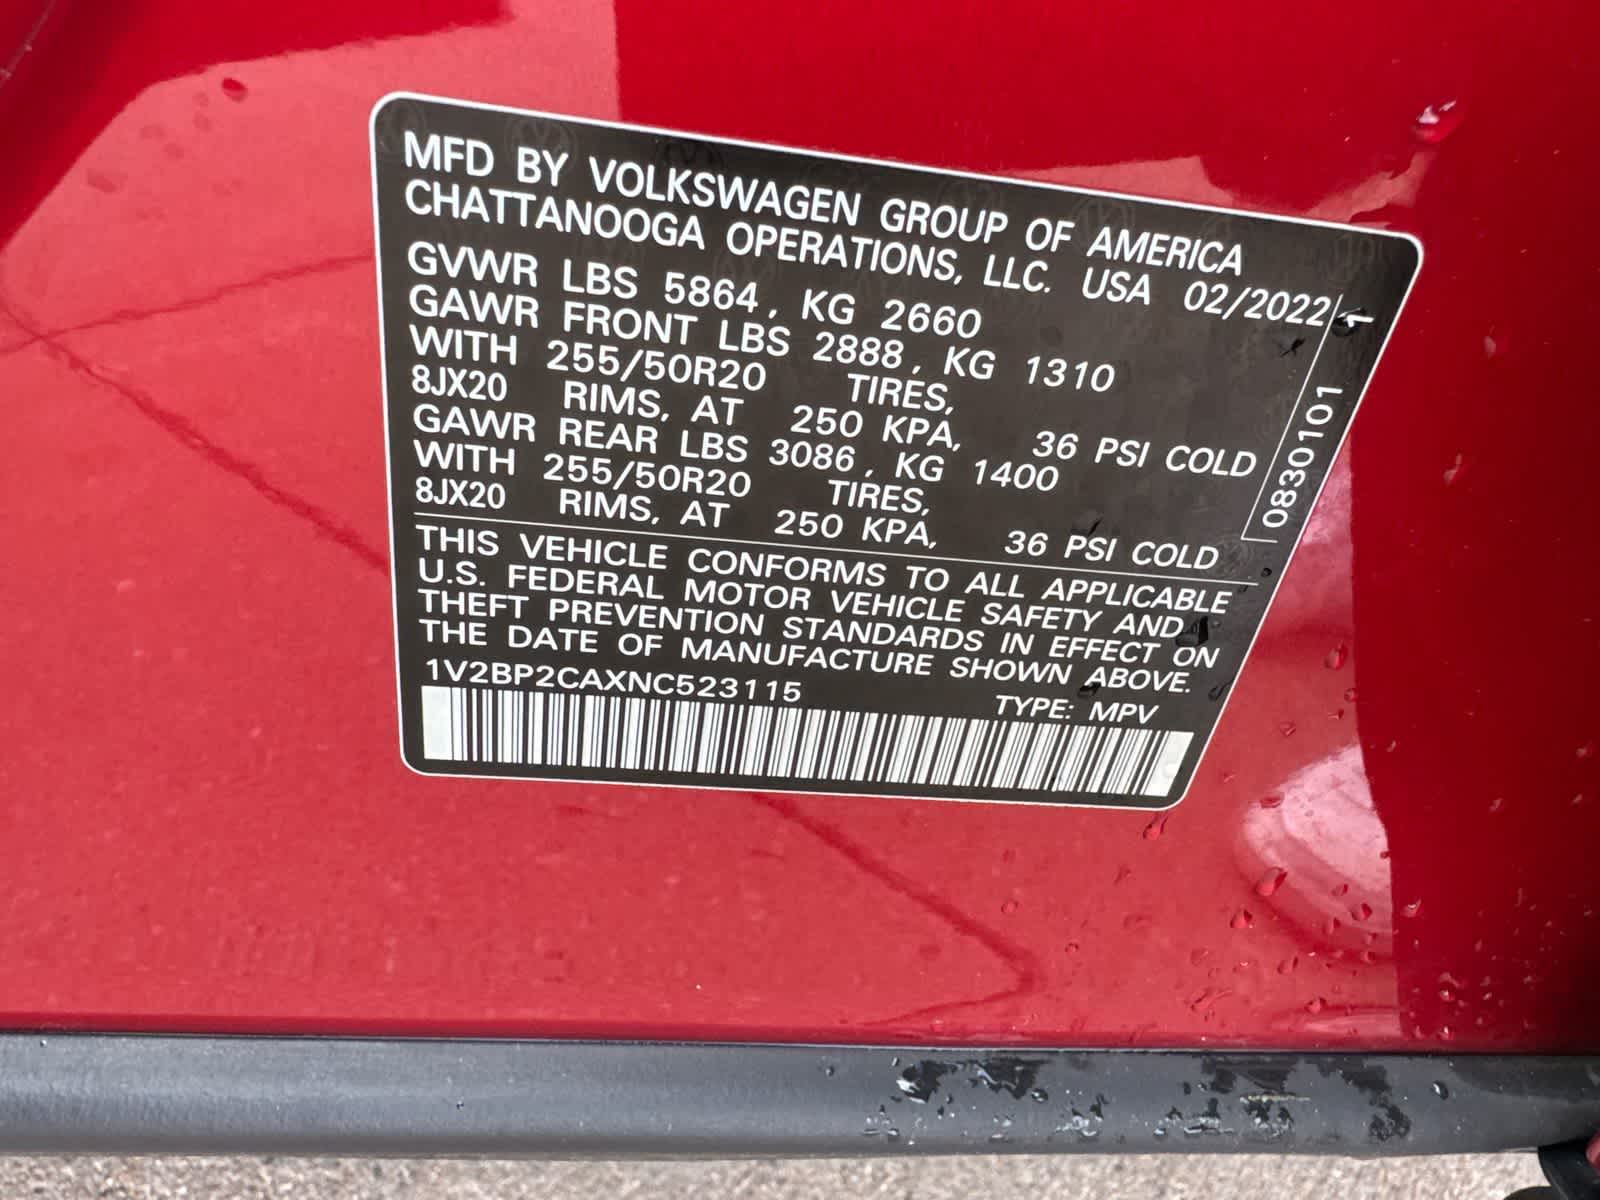 MFD BY VOLKSWAGEN GROUP OF AMERICA
CHATTANOOGA OPERATIONS, LLC. USA 02/2022
GVWR LBS 5864, KG 2660
GAWR FRONT LBS 2888, KG 1310
WITH 255/50R20 TIRES,
8JX20 RIMS, AT 250 KPA, 36 PSI COLD
GAWR REAR LBS 3086, KG 1400
WITH 255/50R20 TIRES,
8JX20 RIMS, AT 250 KPA, 36 PSI COLD
0830101
THIS VEHICLE CONFORMS TO ALL APPLICABLE
U.S. FEDERAL MOTOR VEHICLE SAFETY AND
THEFT PREVENTION STANDARDS IN EFFECT ON
THE DATE OF MANUFACTURE SHOWN ABOVE.
1V2BP2CAXNC523115 TYPE: MPV